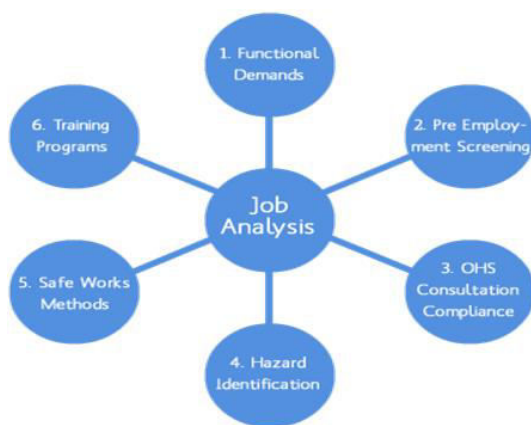 1. Functional
Demands
2. Pre Employ-
ment Screening
3. OHS
Consultation
Compliance
4. Hazard
Identification
5. Safe Works
Methods
6. Training
Programs
Job
Analysis